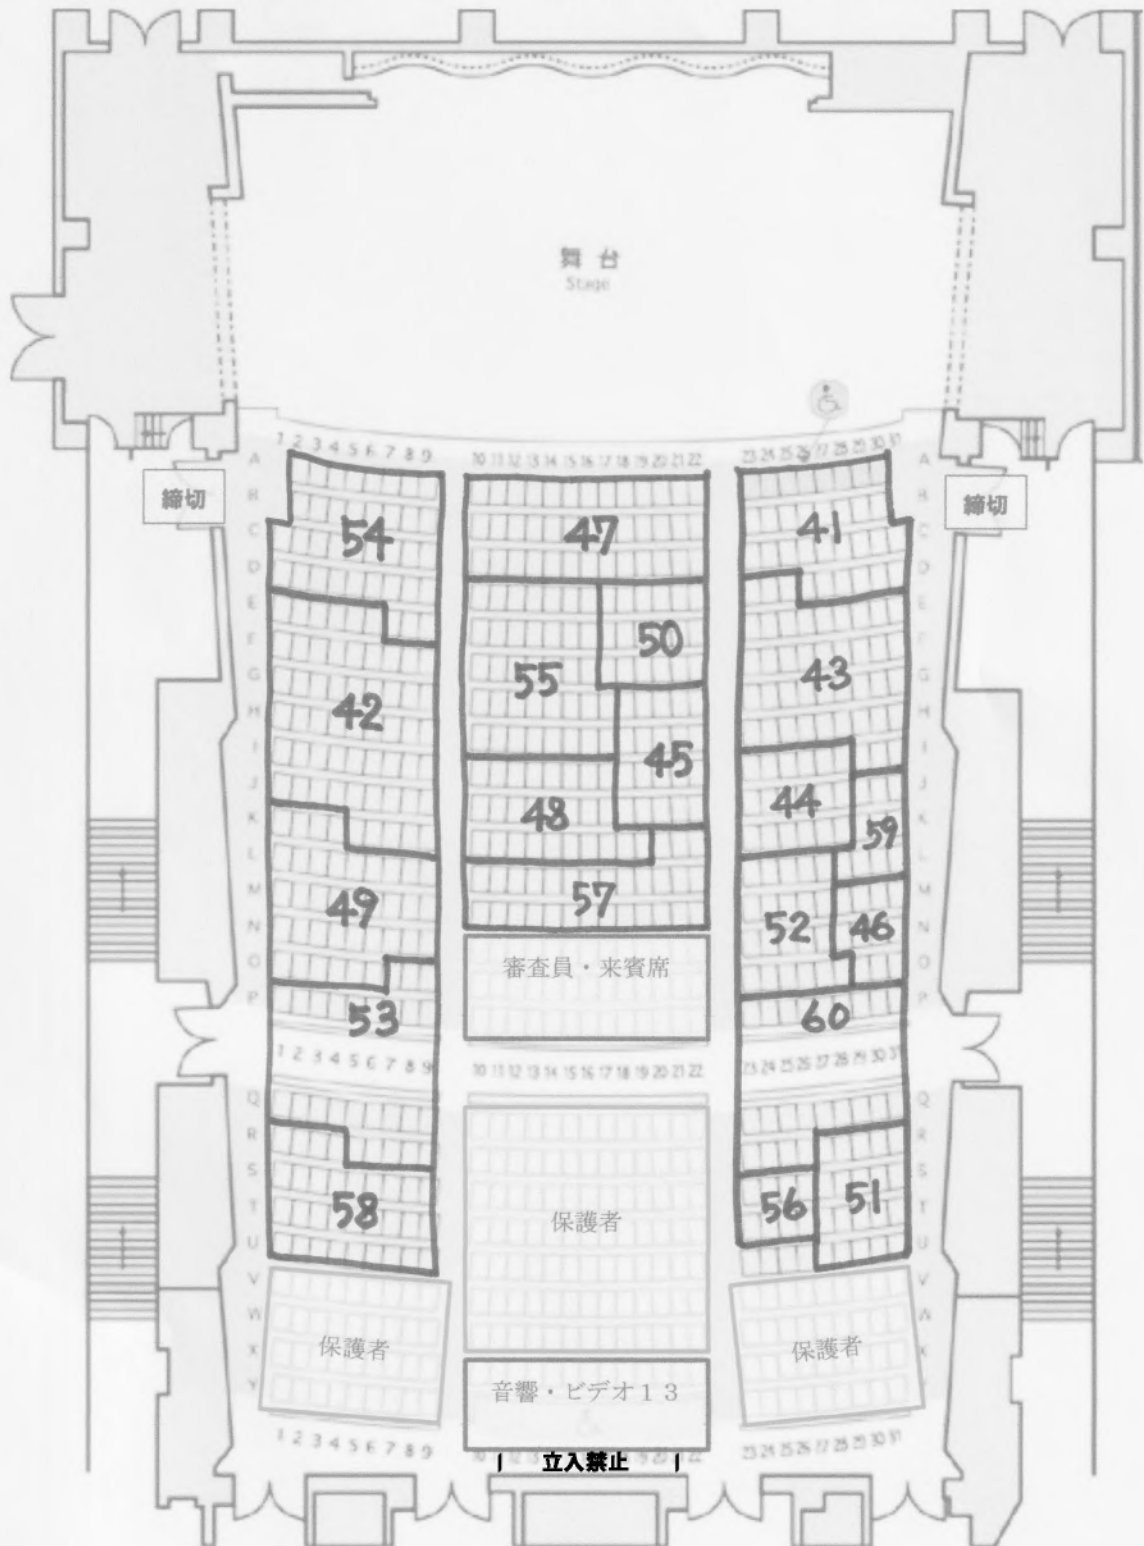 舞台
Stage
1 2 3 4 5 6 7 8 9
10 11 12 13 14 15 16 17 18 19 20 21 22
23 24 25 26 27 28 29 30 31
A
A
締切
締切
B
B
54
47
41
C
C
D
D
E
E
F
F
50
55
43
G
G
42
H
H
I
I
45
J
J
44
48
K
K
59
L
L
M
M
49
57
52
46
N
N
O
O
審査員・来賓席
P
P
53
60
1 2 3 4 5 6 7 8 9
10 11 12 13 14 15 16 17 18 19 20 21 22
23 24 25 26 27 28 29 30 31
Q
Q
R
R
S
S
58
56
51
T
T
保護者
U
U
V
V
W
W
保護者
保護者
X
X
Y
音響・ビデオ13
1 2 3 4 5 6 7 8 9
23 24 25 26 27 28 29 30 31
立入禁止